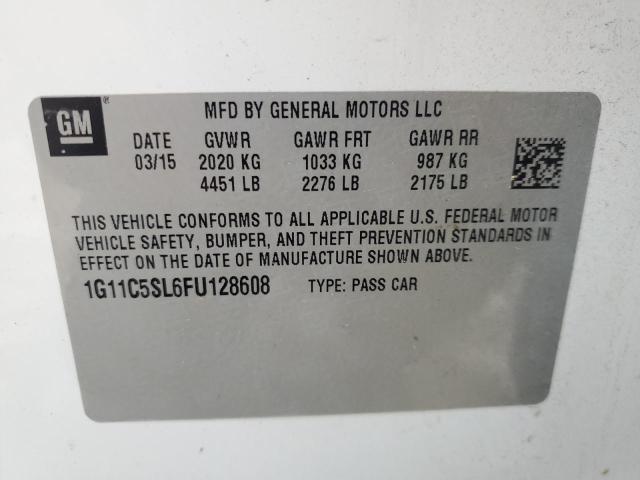 GM ®
MFD BY GENERAL MOTORS LLC
DATE GVWR GAWR FRT GAWR RR
03/15 2020 KG 1033 KG 987 KG
4451 LB 2276 LB 2175 LB
THIS VEHICLE CONFORMS TO ALL APPLICABLE U.S. FEDERAL MOTOR
VEHICLE SAFETY, BUMPER, AND THEFT PREVENTION STANDARDS IN
EFFECT ON THE DATE OF MANUFACTURE SHOWN ABOVE.
1G11C5SL6FU128608 TYPE: PASS CAR